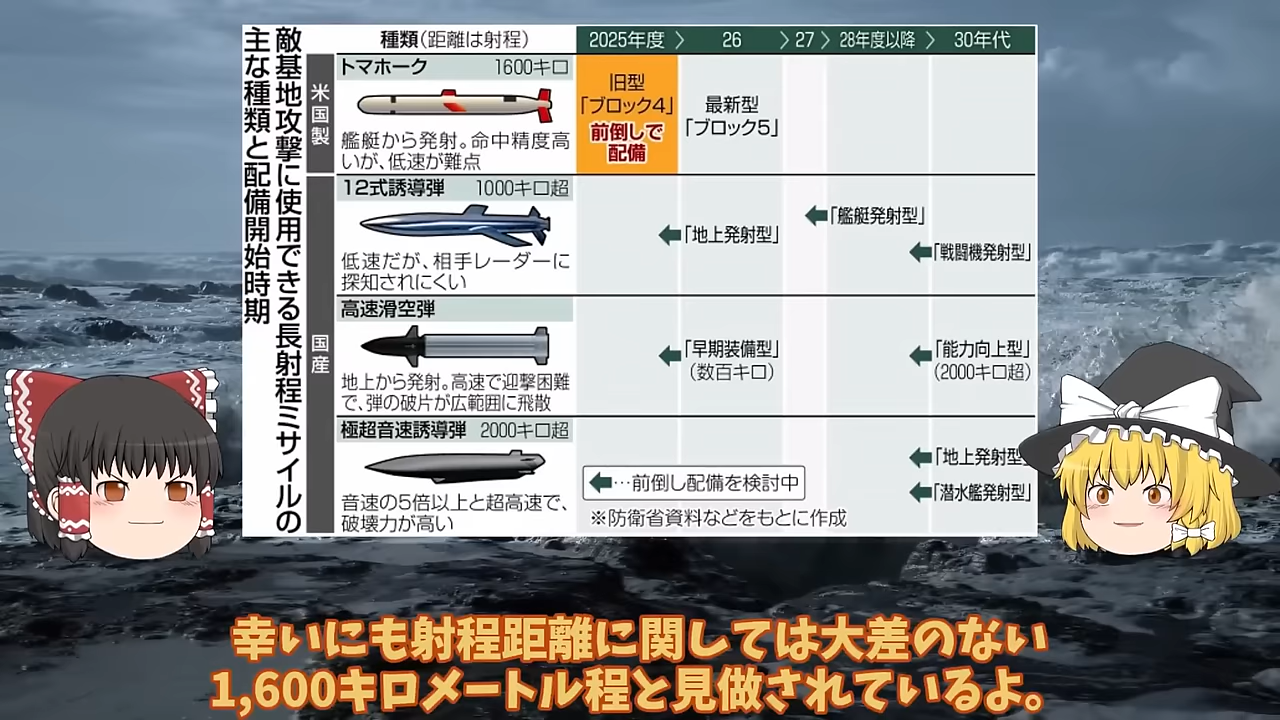 敵基地攻撃に使用できる長射程ミサイルの
主な種類と配備開始時期
種類(距離は射程)
2025年度 26 27 28年度以降 30年代
米国製
トマホーク 1600キロ
艦艇から発射。命中精度高
いが、低速が難点
旧型
「ブロック4」
前倒しで
配備
最新型
「ブロック5」
国産
12式誘導弾 1000キロ超
低速だが、相手レーダーに
探知されにくい
「地上発射型」
「艦艇発射型」
「戦闘機発射型」
高速滑空弾
地上から発射。高速で迎撃困難
で、弾の破片が広範囲に飛散
「早期装備型」
(数百キロ)
「能力向上型」
(2000キロ超)
極超音速誘導弾 2000キロ超
音速の5倍以上と超高速で、
破壊力が高い
「地上発射型
「潜水艦発射型」
…前倒し配備を検討中
※防衛省資料などをもとに作成
幸いにも射程距離に関しては大差のない
1,600キロメートル程と見做されているよ。